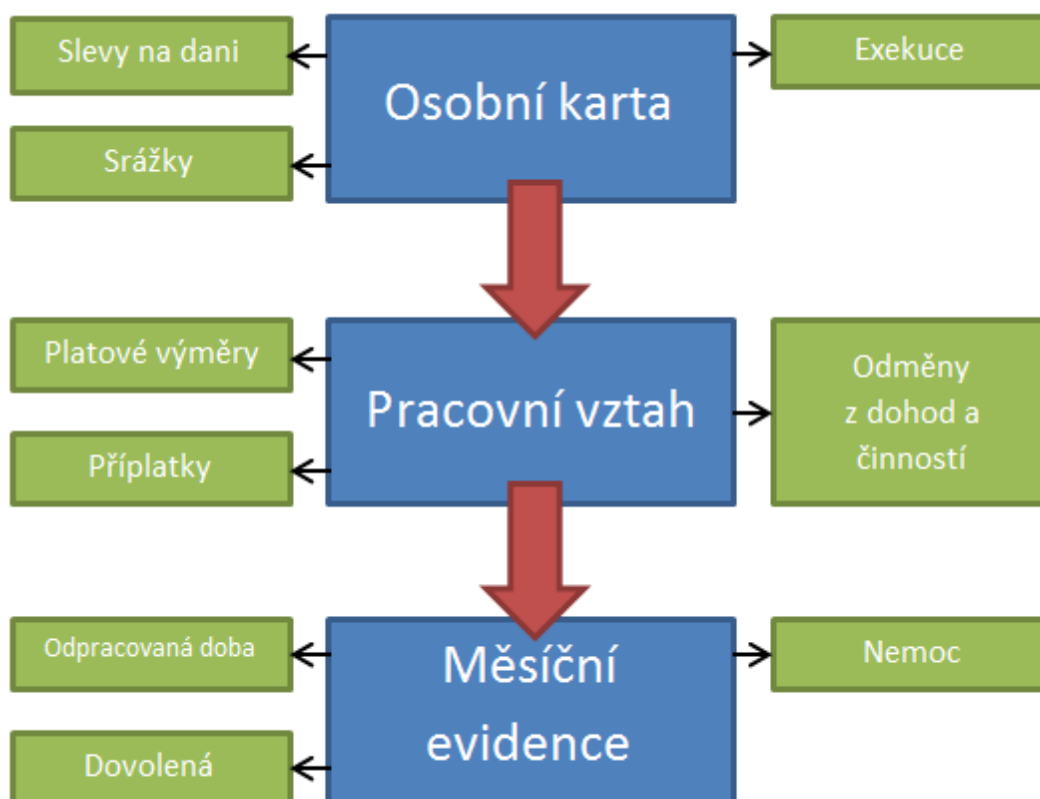 Slevy na dani
Exekuce
Osobní karta
Srážky
Platové výměry
Odměny
z dohod a
činností
Pracovní vztah
Příplatky
Odpracovaná doba
Nemoc
Měsíční
evidence
Dovolená